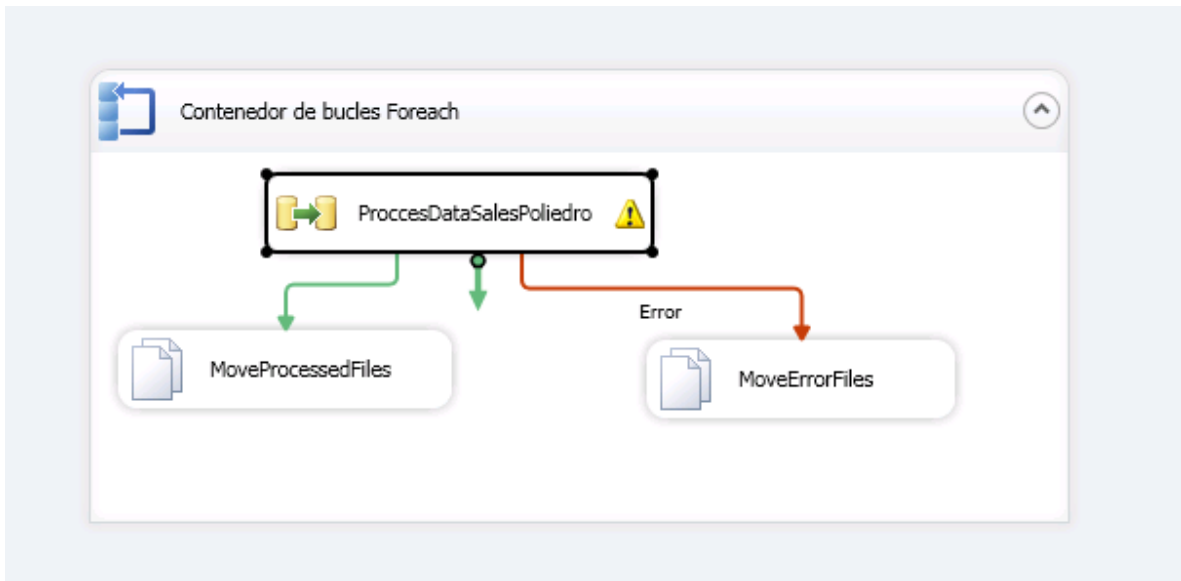 Contenedor de bucles Foreach
ProccesDataSalesPoliedro
Error
MoveProcessedFiles
MoveErrorFiles